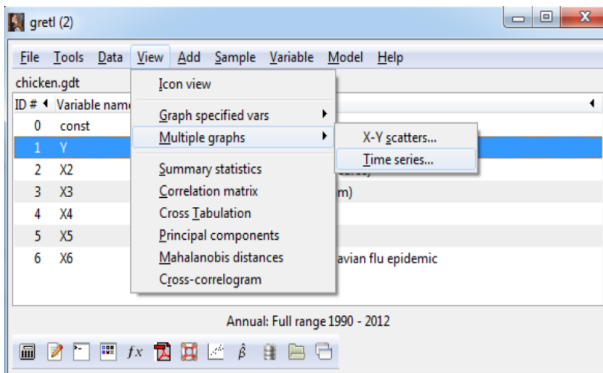 gretl (2)
File Tools Data View Add Sample Variable Model Help
chicken.gdt
Icon view
ID # Variable name
0 const
Graph specified vars
1 Y
Multiple graphs
X-Y scatters...
Time series...
2 X2
Summary statistics
3 X3
Correlation matrix
m)
4 X4
Cross Tabulation
5 X5
Principal components
6 X6
Mahalanobis distances
avian flu epidemic
Cross-correlogram
Annual: Full range 1990 - 2012
fx
β̂